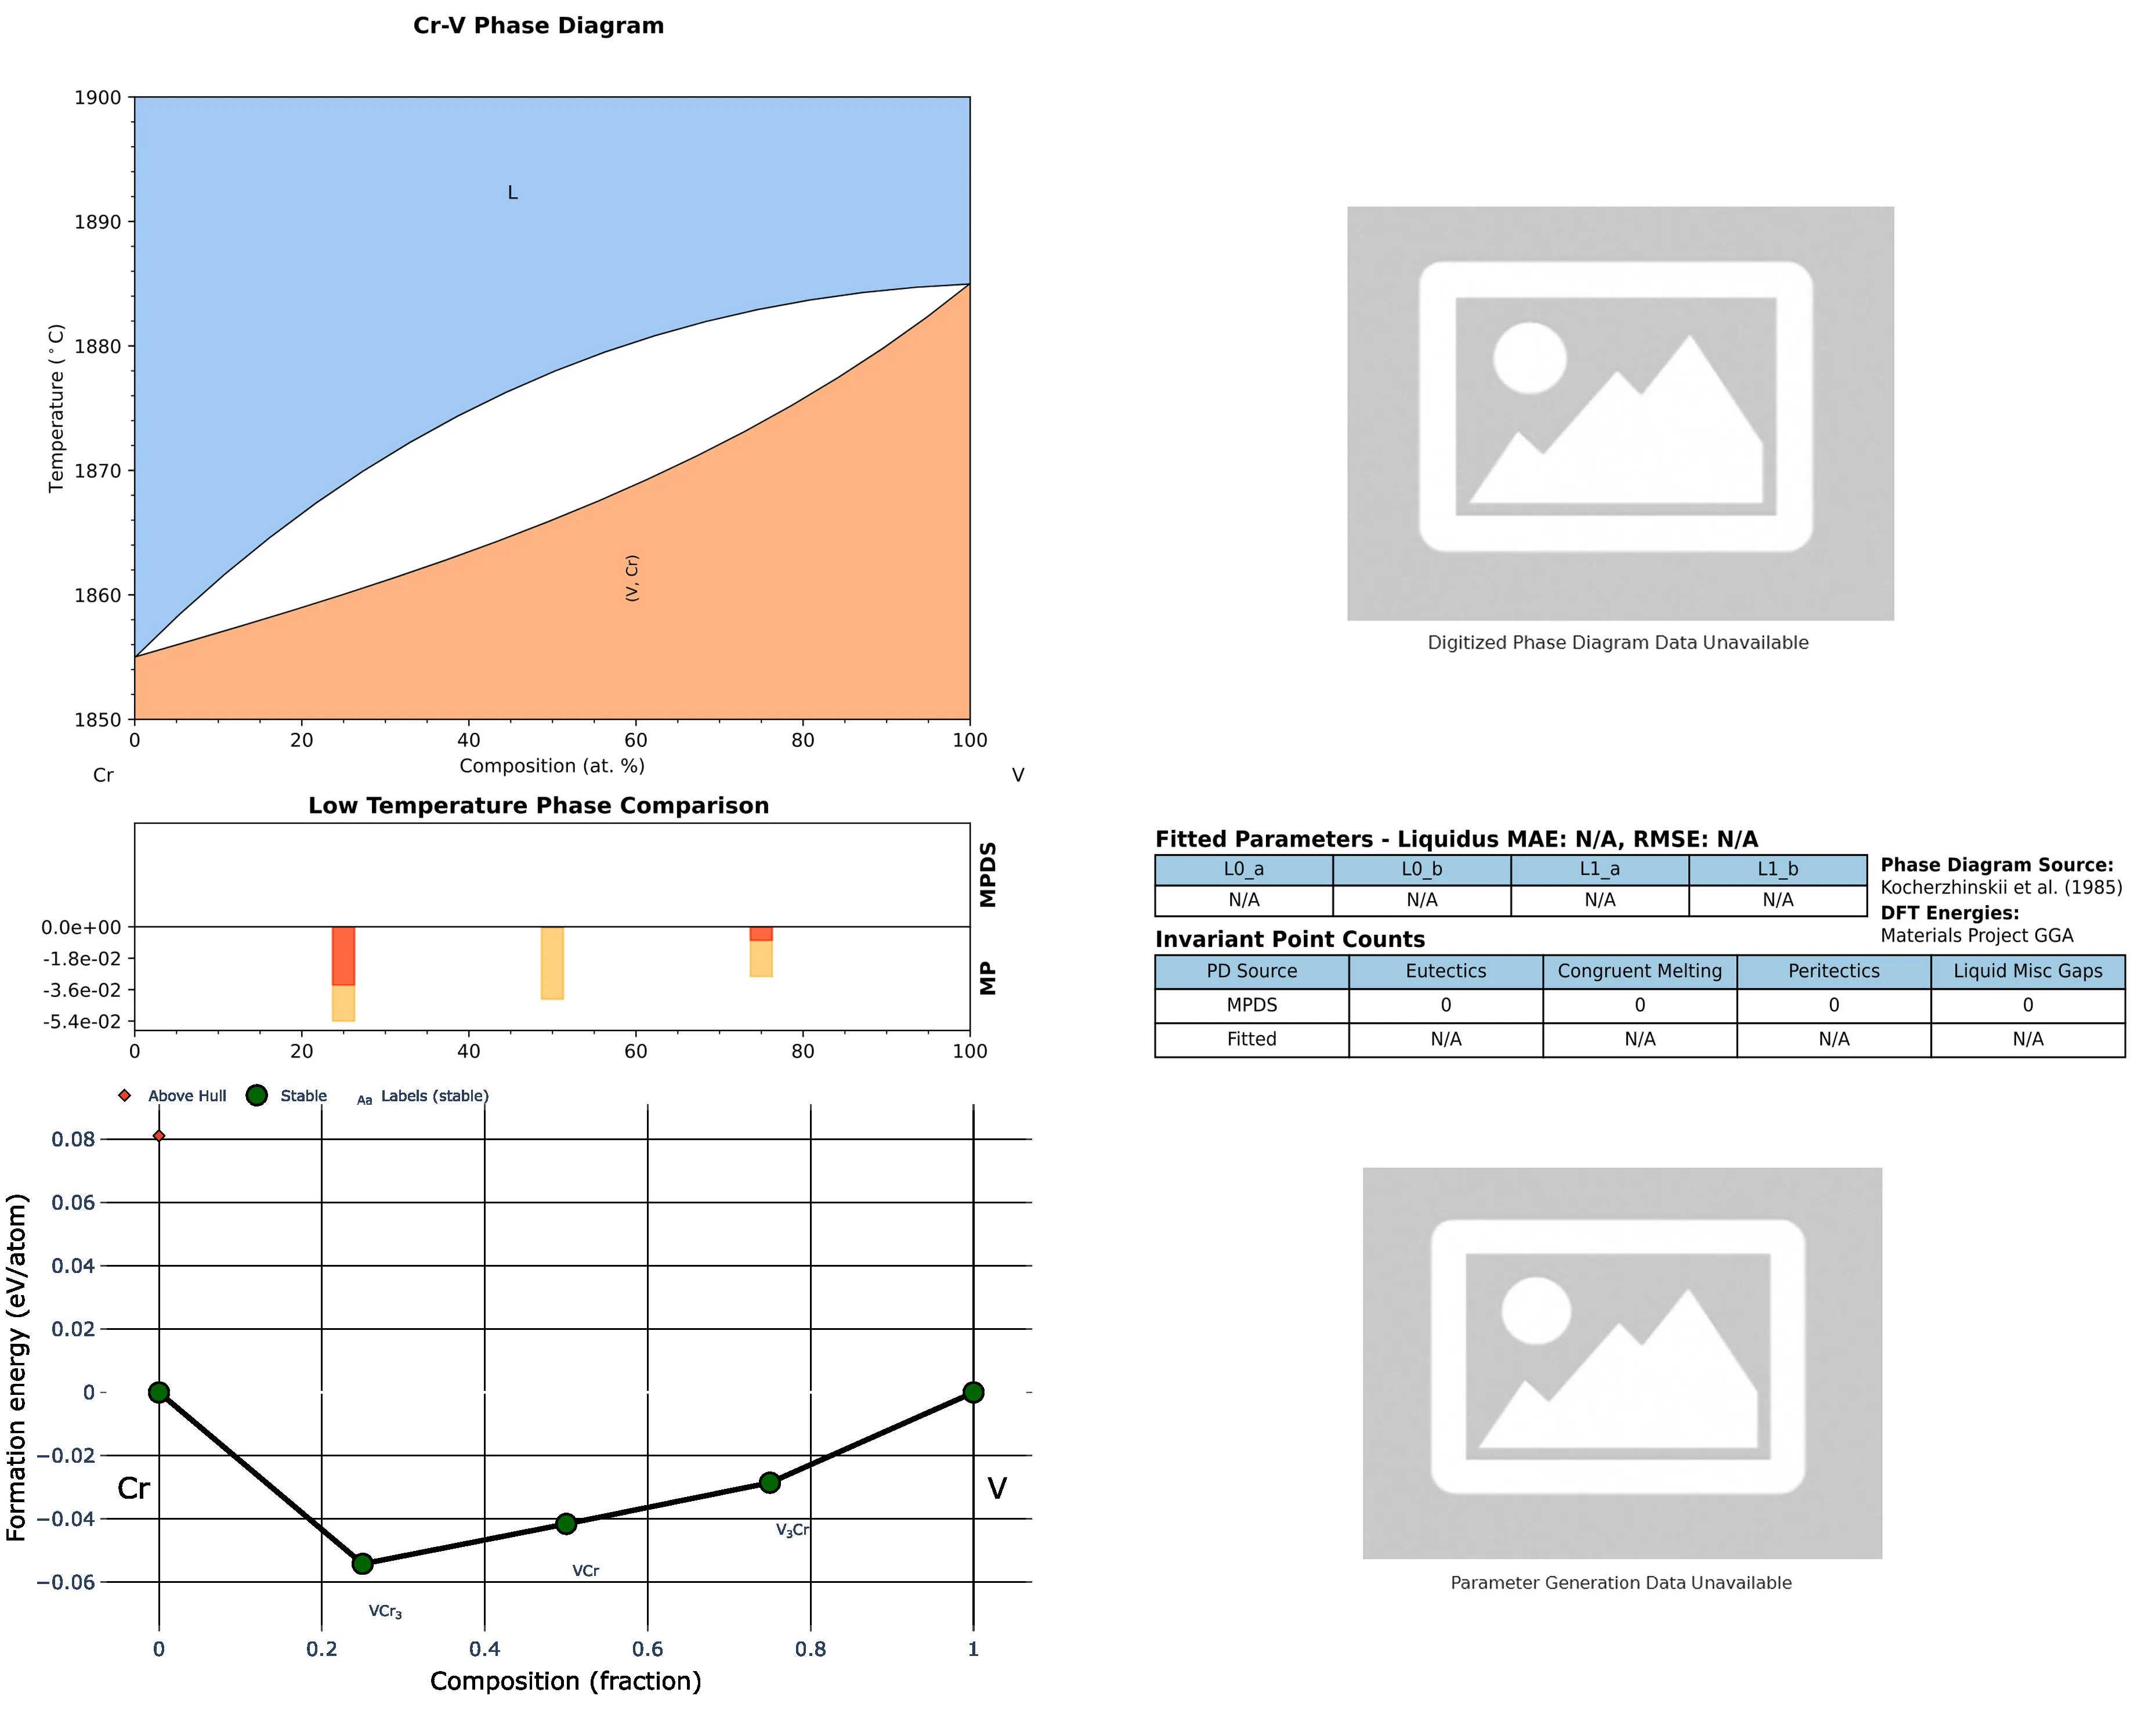 Cr-V Phase Diagram
1900
1890
1880
1870
1860
1850
Temperature (°C)
L
(V, Cr)
0 20 40 60 80 100
Composition (at. %)
Cr V
Digitized Phase Diagram Data Unavailable
Low Temperature Phase Comparison
MPDS
MP
0.0e+00
-1.8e-02
-3.6e-02
-5.4e-02
0 20 40 60 80 100
Fitted Parameters - Liquidus MAE: N/A, RMSE: N/A
L0_a L0_b L1_a L1_b
N/A N/A N/A N/A
Phase Diagram Source:
Kocherzhinskii et al. (1985)
DFT Energies:
Materials Project GGA
Invariant Point Counts
PD Source Eutectics Congruent Melting Peritectics Liquid Misc Gaps
MPDS 0 0 0 0
Fitted N/A N/A N/A N/A
Above Hull Stable Aa Labels (stable)
0.08
0.06
0.04
0.02
0
−0.02
−0.04
−0.06
Formation energy (eV/atom)
Cr
V
V₃Cr
VCr
VCr₃
0 0.2 0.4 0.6 0.8 1
Composition (fraction)
Parameter Generation Data Unavailable